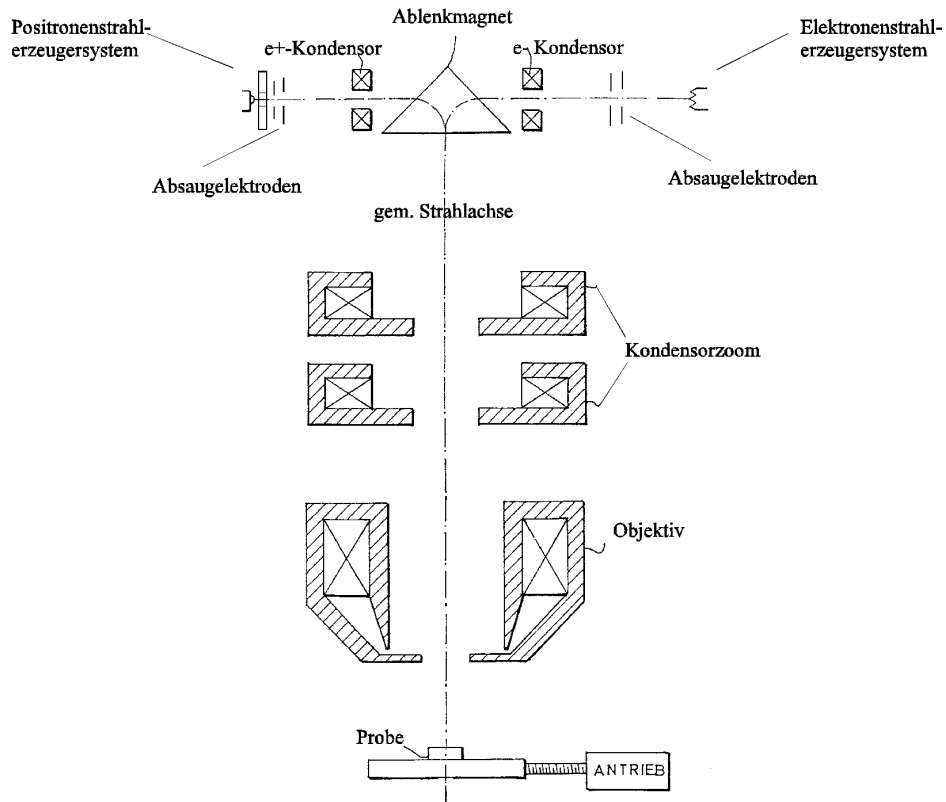 Ablenkmagnet
Positronenstrahl-
erzeugersystem
Elektronenstrahl-
erzeugersystem
e+-Kondensor
e- Kondensor
Absaugelektroden
Absaugelektroden
gem. Strahlachse
Kondensorzoom
Objektiv
Probe
ANTRIEB